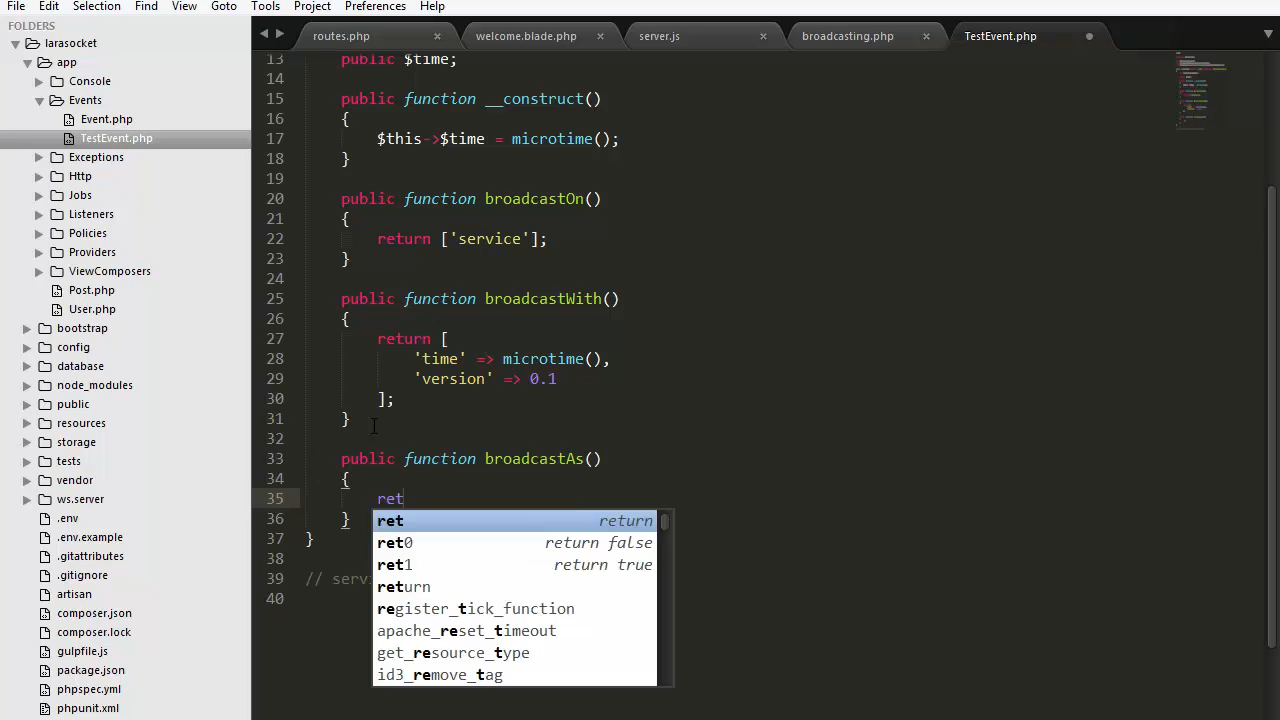 File Edit Selection Find View Goto Tools Project Preferences Help
FOLDERS
larasocket
app
Console
Events
Event.php
TestEvent.php
Exceptions
Http
Jobs
Listeners
Policies
Providers
ViewComposers
Post.php
User.php
bootstrap
config
database
node_modules
public
resources
storage
tests
vendor
ws.server
.env
.env.example
.gitattributes
.gitignore
artisan
composer.json
composer.lock
gulpfile.js
package.json
phpspec.yml
phpunit.xml
routes.php welcome.blade.php server.js broadcasting.php TestEvent.php
13 public $time;
14
15 public function __construct()
16 {
17 $this->$time = microtime();
18 }
19
20 public function broadcastOn()
21 {
22 return ['service'];
23 }
24
25 public function broadcastWith()
26 {
27 return [
28 'time' => microtime(),
29 'version' => 0.1
30 ];
31 }
32
33 public function broadcastAs()
34 {
35 ret
36 }
37 }
38
39 // servi
40
ret return
ret0 return false
ret1 return true
return
register_tick_function
apache_reset_timeout
get_resource_type
id3_remove_tag